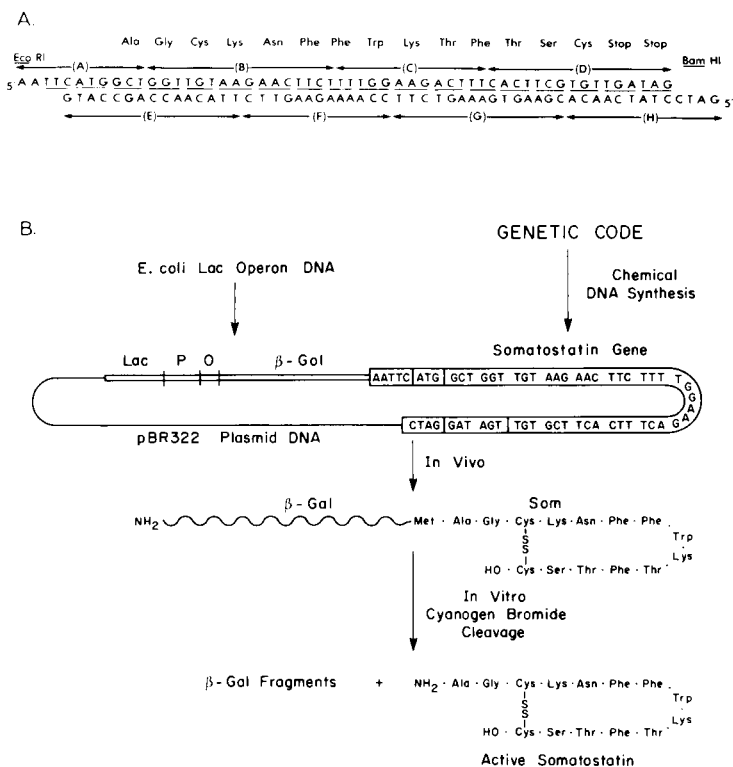 A.
Ala Gly Cys Lys Asn Phe Phe Trp Lys Thr Phe Thr Ser Cys Stop Stop
Eco RI (A) (B) (C) (D) Bam HI
5' A A T T C A T G G C T G G T T G T A A G A A C T T C T T T T G G A A G A C T T T C A C T T C G T G T T G A T A G
G T A C C G A C C A A C A T T C T T G A A G A A A A C C T T C T G A A A G T G A A G C A C A A C T A T C C T A G 5'
(E) (F) (G) (H)
B.
GENETIC CODE
E. coli Lac Operon DNA
Chemical
DNA Synthesis
Lac P O β-Gal Somatostatin Gene
AATTC ATG GCT GGT TGT AAG AAC TTC TTT T
G
G
A
A
CTAG GAT AGT TGT GCT TCA CTT TCA G
pBR322 Plasmid DNA
In Vivo
β-Gal Som
NH2 Met · Ala · Gly · Cys · Lys · Asn · Phe · Phe ·
Trp
S
S
Lys
HO · Cys · Ser · Thr · Phe · Thr
In Vitro
Cyanogen Bromide
Cleavage
β-Gal Fragments + NH2 · Ala · Gly · Cys · Lys · Asn · Phe · Phe ·
Trp
S
S
Lys
HO · Cys · Ser · Thr · Phe · Thr
Active Somatostatin